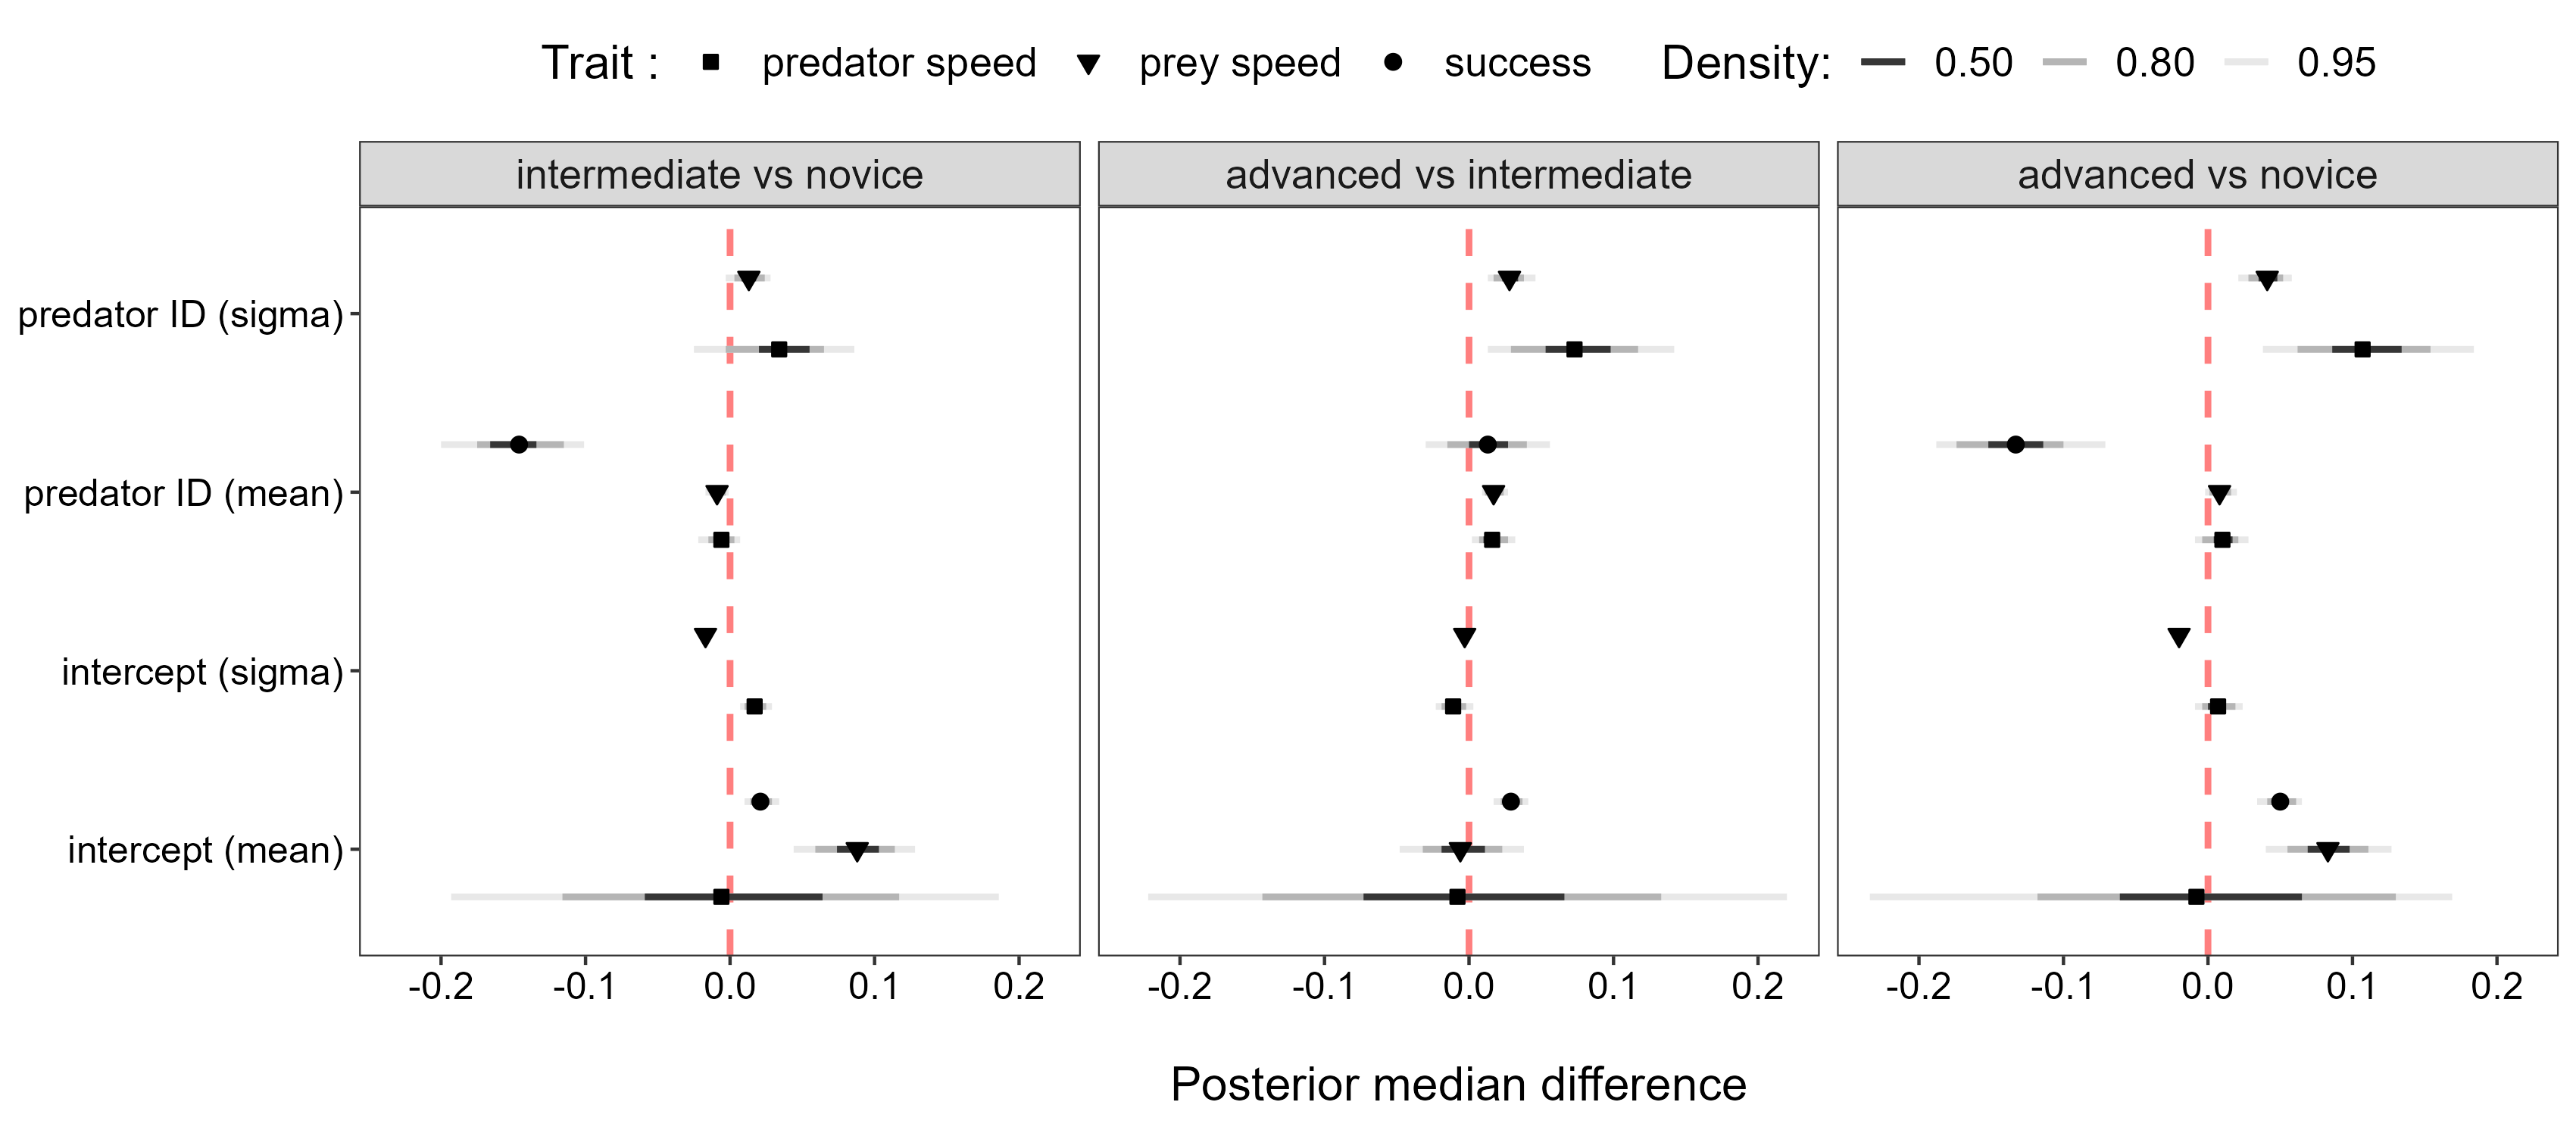 Trait : predator speed prey speed success Density: 0.50 0.80 0.95
intermediate vs novice advanced vs intermediate advanced vs novice
predator ID (sigma)
predator ID (mean)
intercept (sigma)
intercept (mean)
-0.2 -0.1 0.0 0.1 0.2 -0.2 -0.1 0.0 0.1 0.2 -0.2 -0.1 0.0 0.1 0.2
Posterior median difference